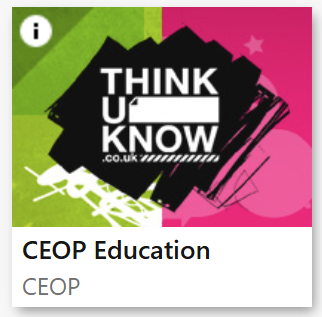 i
THINK
U
KNOW
.co.uk
CEOP Education
CEOP